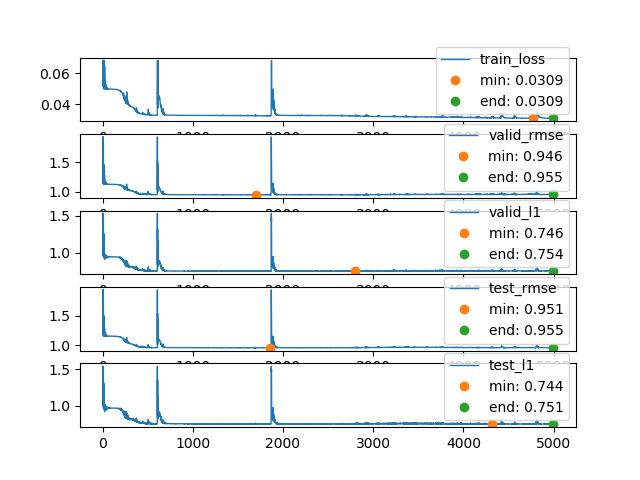 train_loss
min: 0.0309
end: 0.0309
0.06
0.04
valid_rmse
min: 0.946
end: 0.955
1.5
1.0
valid_l1
min: 0.746
end: 0.754
1.5
1.0
test_rmse
min: 0.951
end: 0.955
1.5
1.0
test_l1
min: 0.744
end: 0.751
1.5
1.0
0 1000 2000 3000 4000 5000